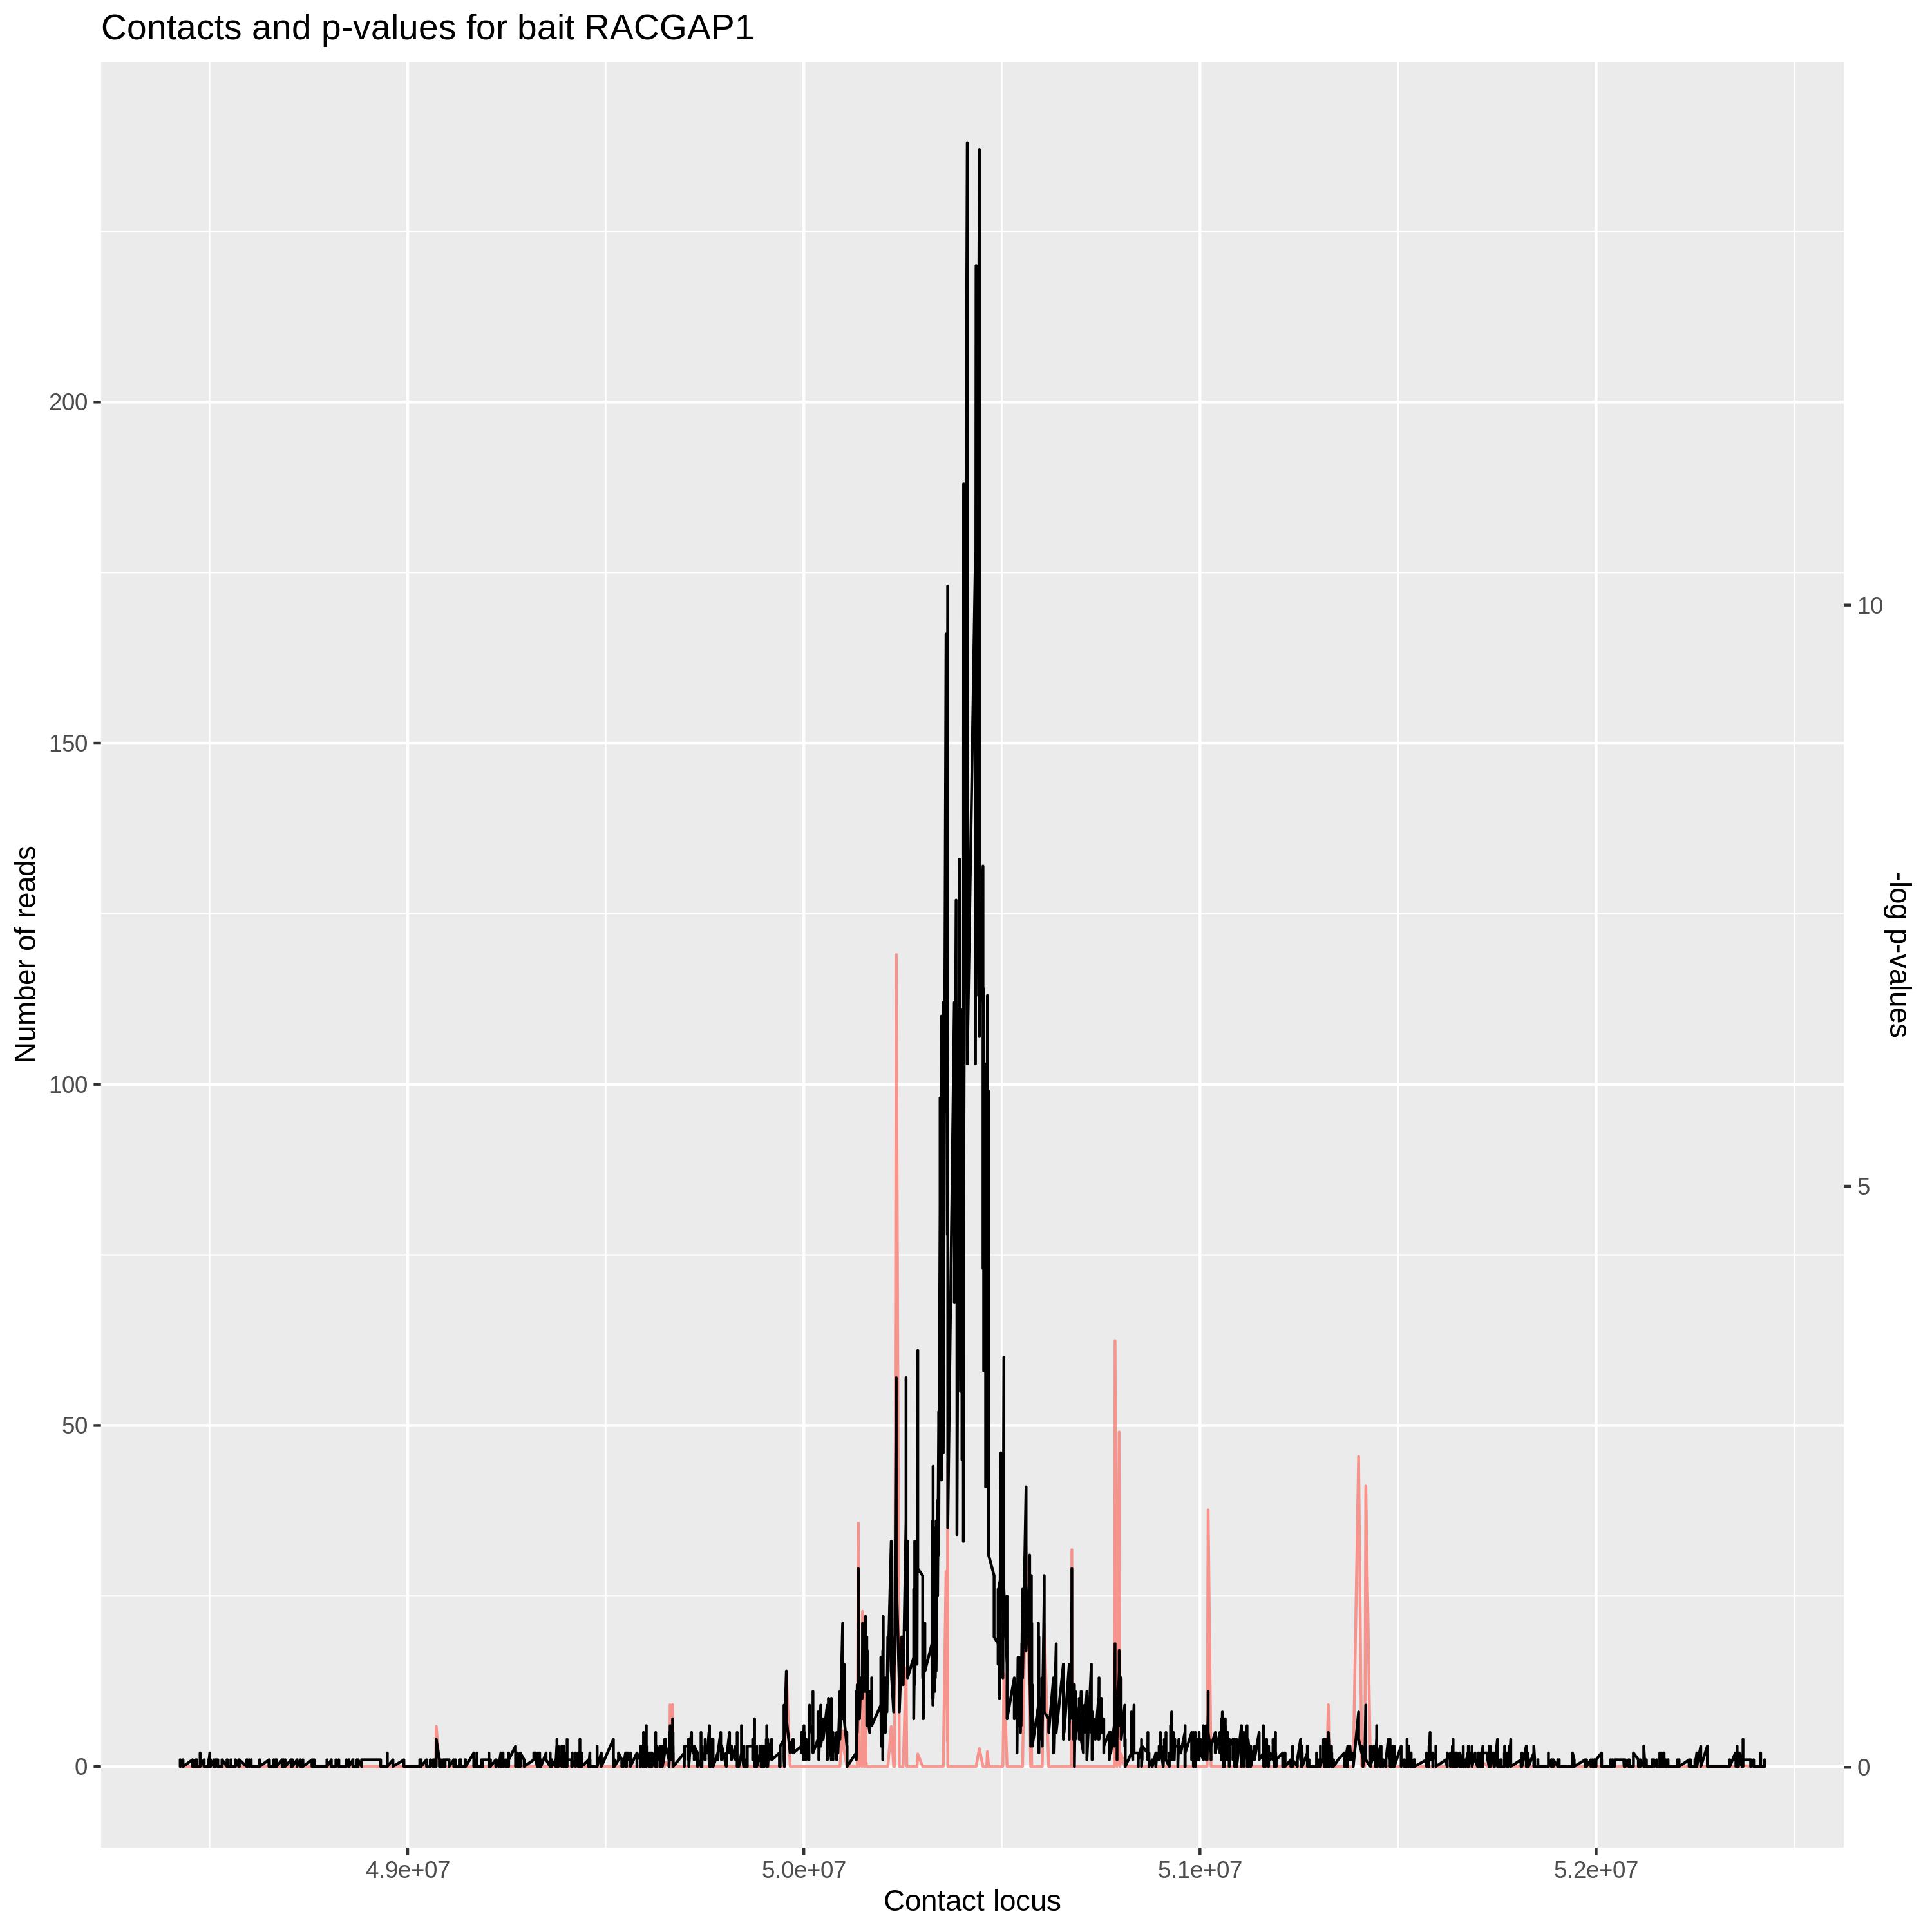 Contacts and p-values for bait RACGAP1
Number of reads
200
150
100
50
0
10
5
0
-log p-values
4.9e+07
5.0e+07
5.1e+07
5.2e+07
Contact locus